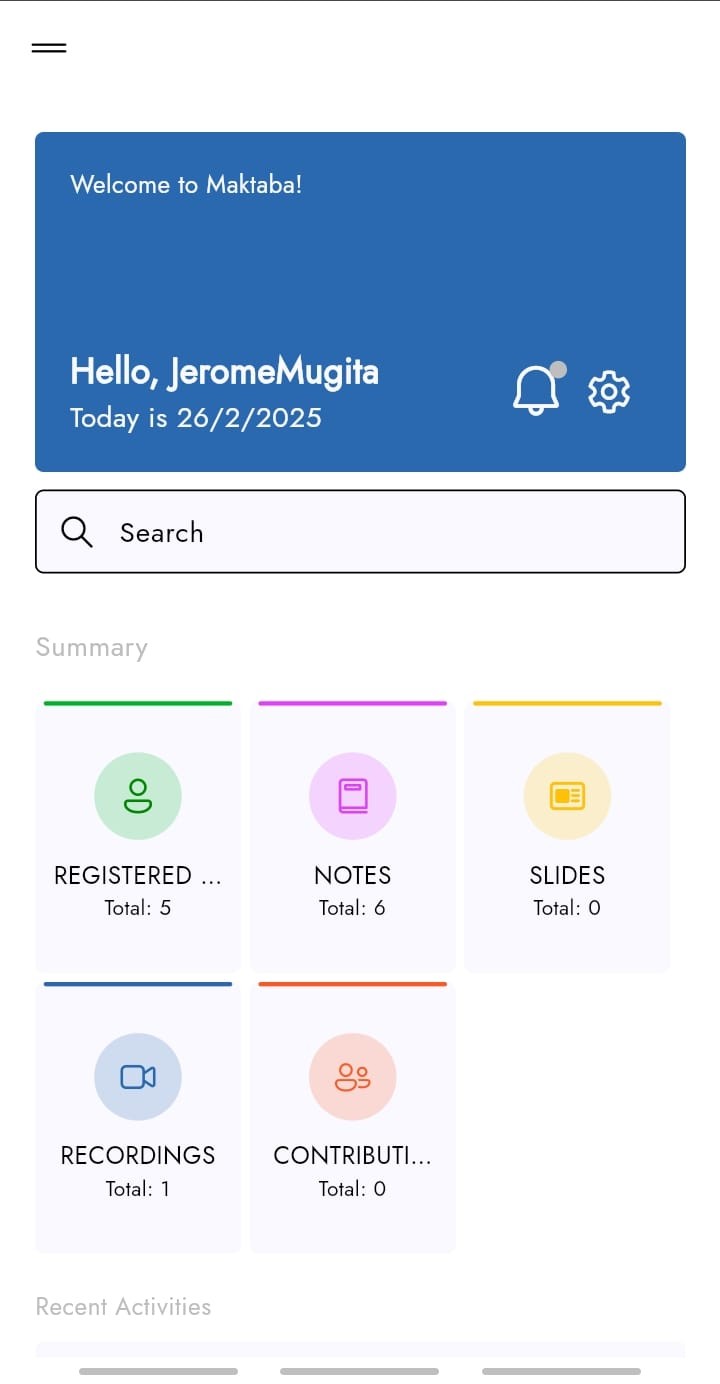 Welcome to Maktaba!
Hello, JeromeMugita
Today is 26/2/2025
Search
Summary
REGISTERED ...
Total: 5
NOTES
Total: 6
SLIDES
Total: 0
RECORDINGS
Total: 1
CONTRIBUTI...
Total: 0
Recent Activities